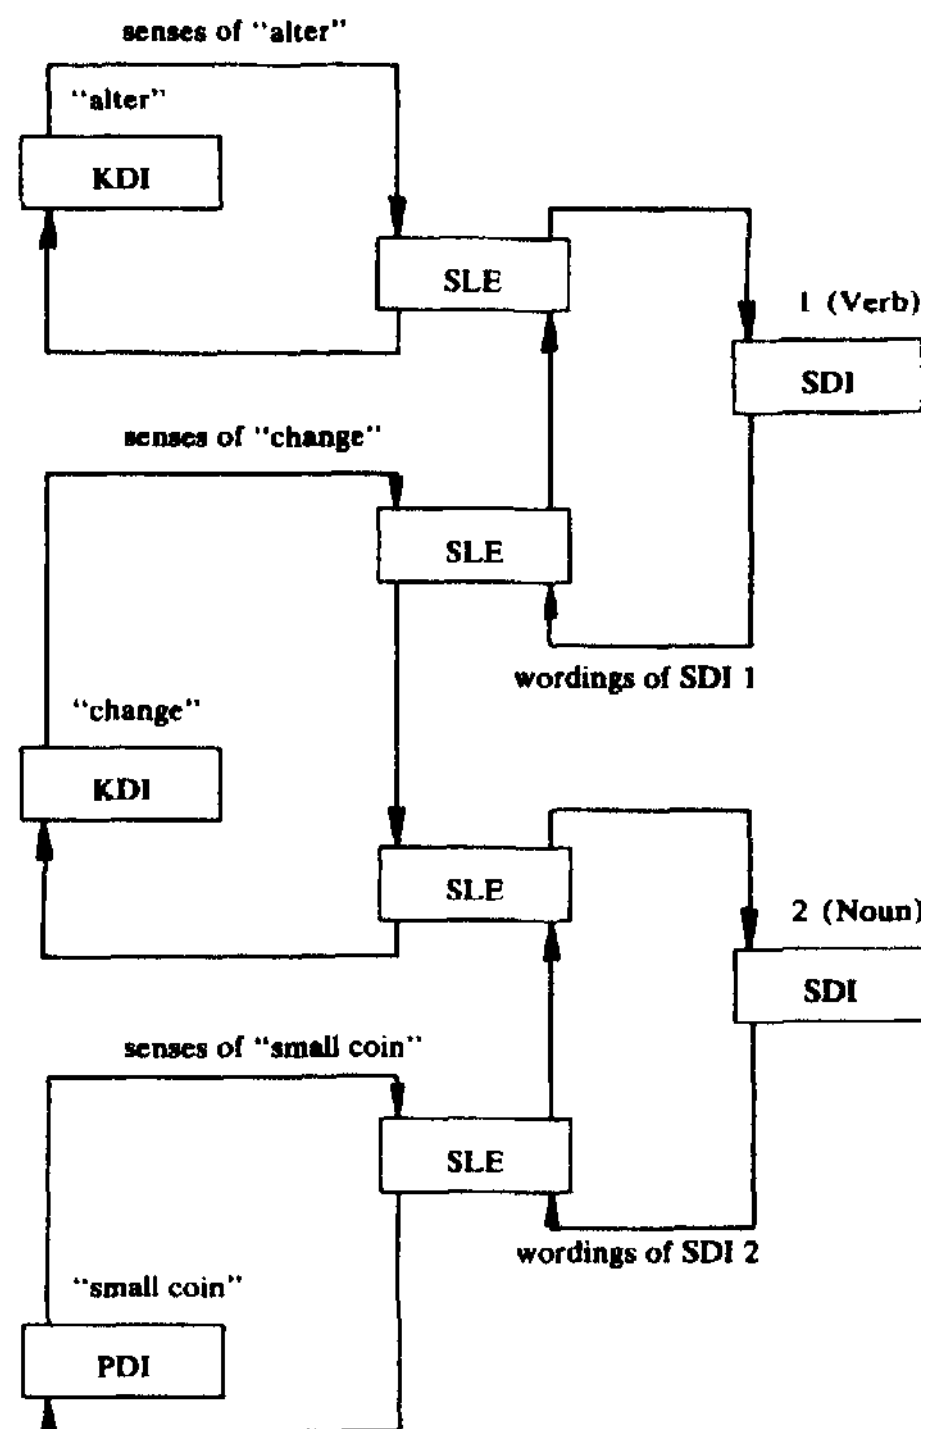 senses of "alter"
"alter"
KDI
SLE
1 (Verb)
SDI
senses of "change"
SLE
wordings of SDI 1
"change"
KDI
SLE
2 (Noun)
SDI
senses of "small coin"
SLE
wordings of SDI 2
"small coin"
PDI